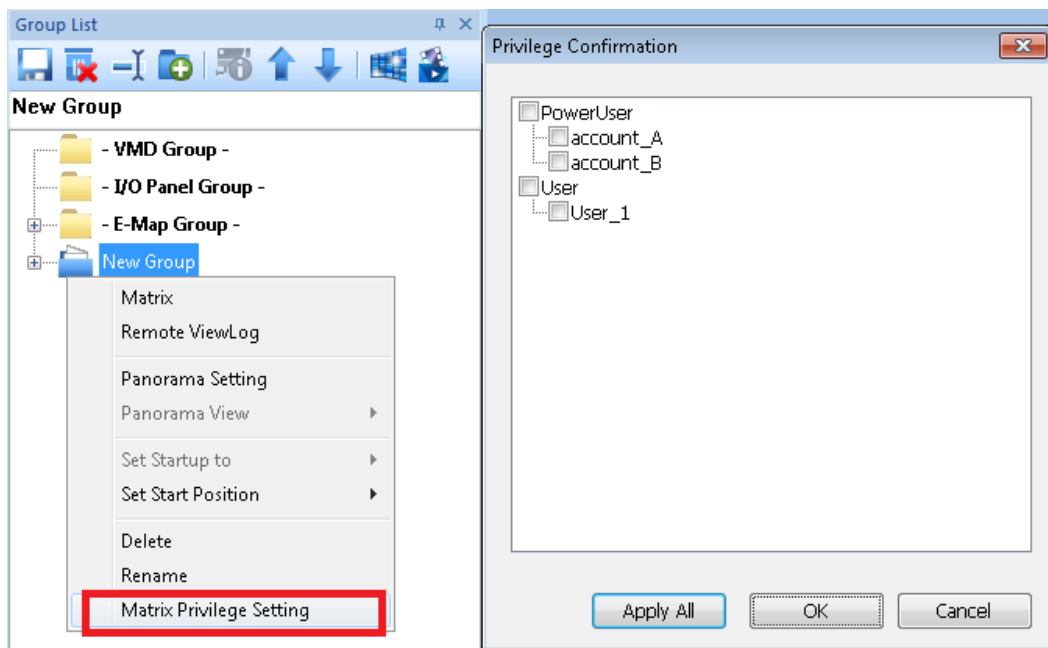 Group List
New Group
- VMD Group -
- I/O Panel Group -
- E-Map Group -
New Group
Matrix
Remote ViewLog
Panorama Setting
Panorama View
Set Startup to
Set Start Position
Delete
Rename
Matrix Privilege Setting
Privilege Confirmation
PowerUser
account_A
account_B
User
User_1
Apply All
OK
Cancel